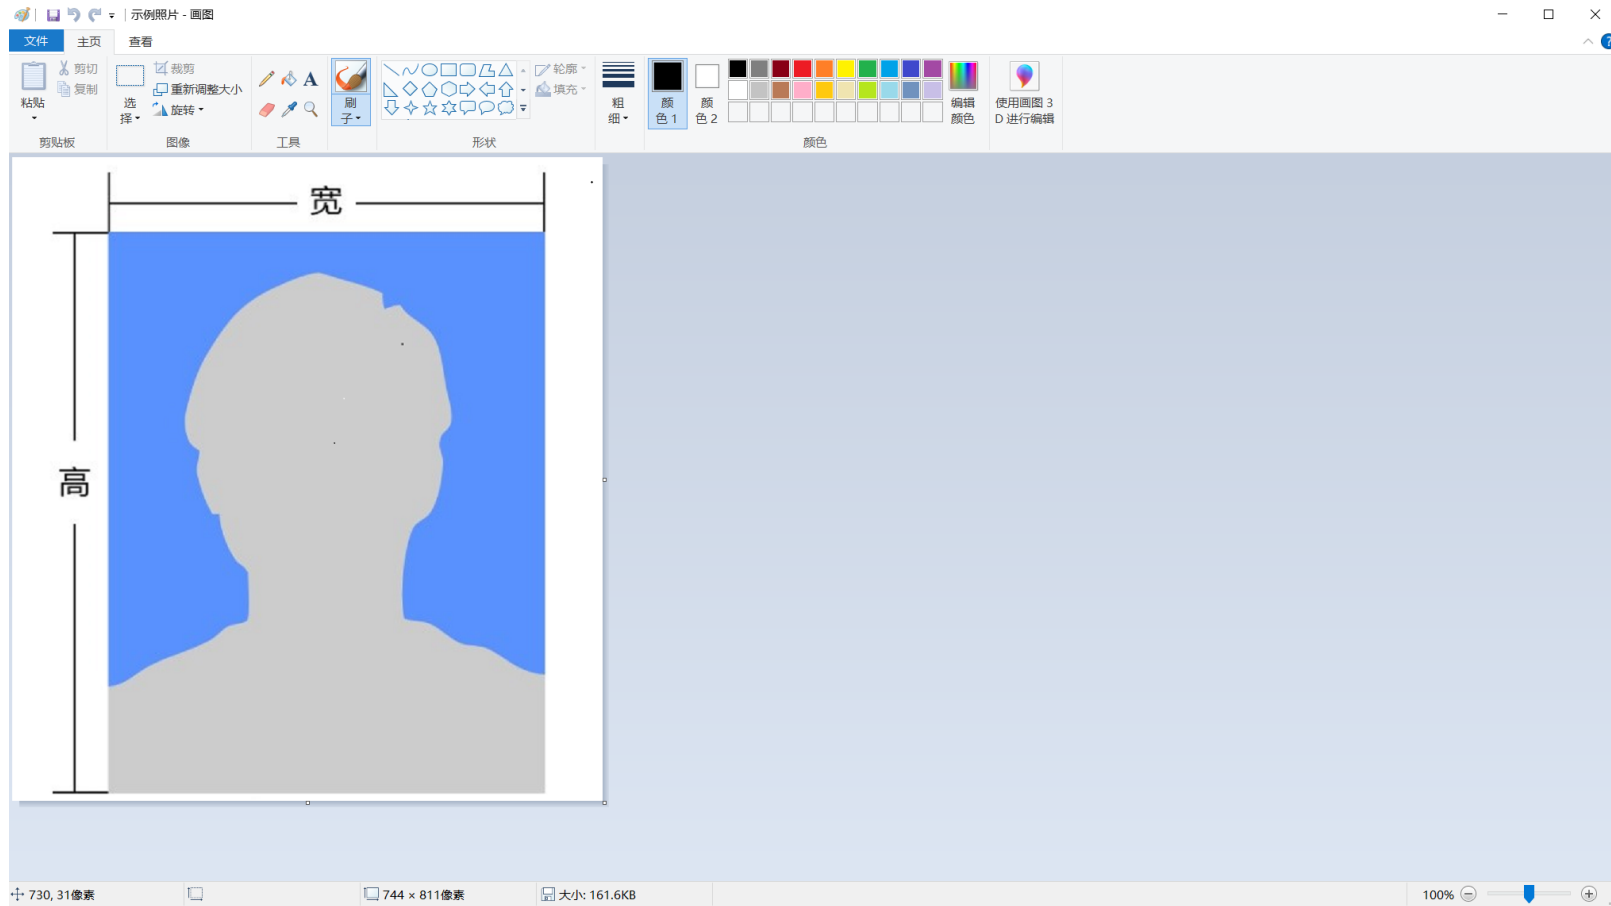 示例照片 - 画图
文件 主页 查看
粘贴
剪切
复制
剪贴板
选择
裁剪
重新调整大小
旋转
图像
A
工具
刷子
形状
轮廓
填充
粗细
颜色 1
颜色 2
编辑颜色
颜色
使用画图 3D 进行编辑
?
宽
高
730, 31像素
744 × 811像素
大小: 161.6KB
100%